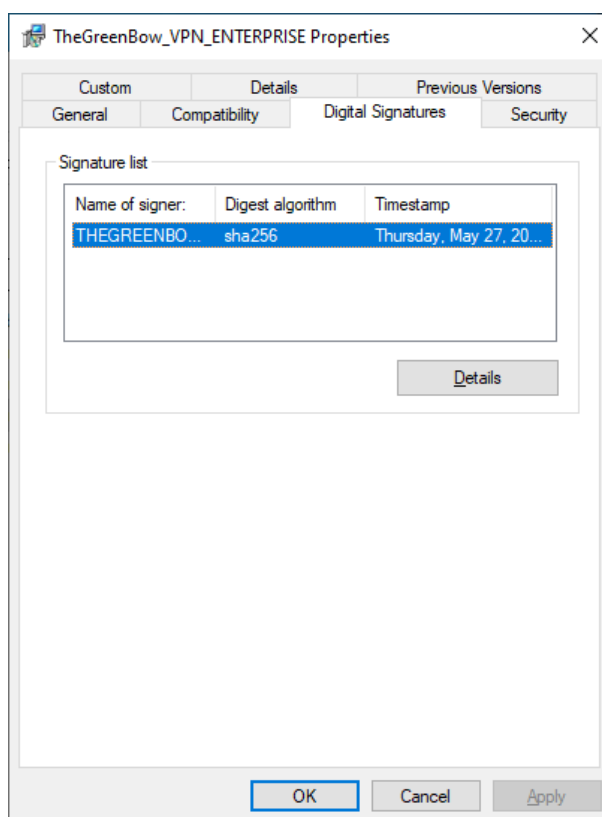 TheGreenBow_VPN_ENTERPRISE Properties
Custom Details Previous Versions
General Compatibility Digital Signatures Security
Signature list
Name of signer: Digest algorithm Timestamp
THEGREENBO... sha256 Thursday, May 27, 20...
Details
OK Cancel Apply